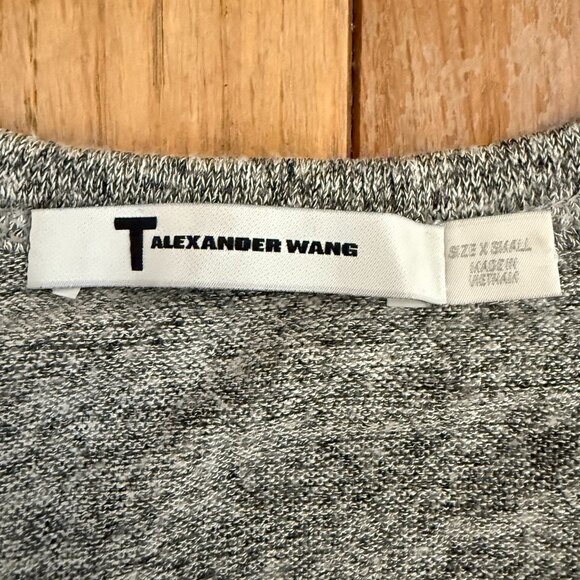 T ALEXANDER WANG
SIZE X SMALL
MADE IN
VIETNAM